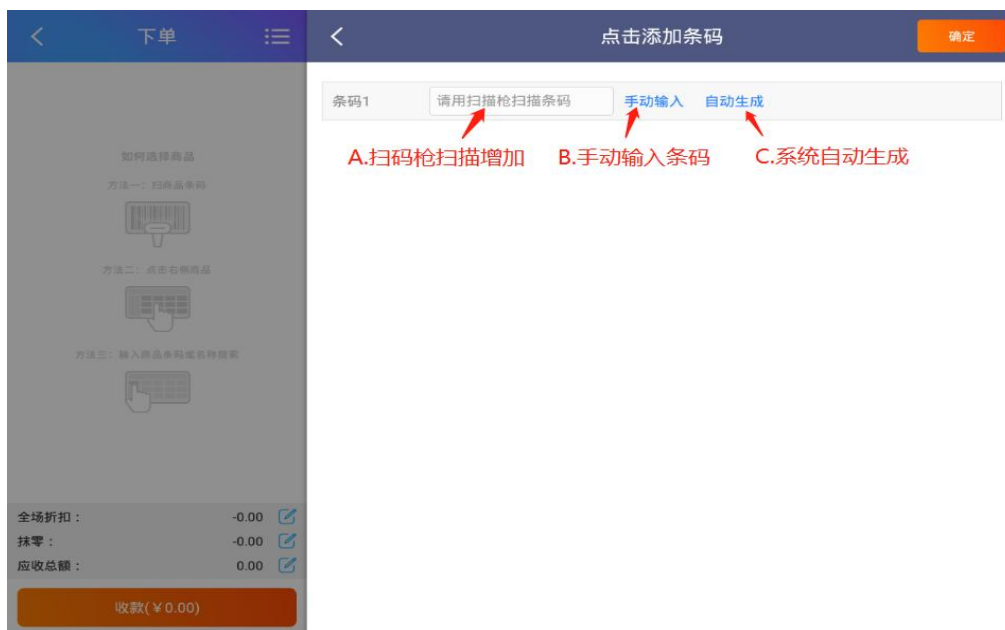 下单
如何选择商品
方法一：扫商品条码
方法二：点击右侧商品
方法三：输入商品条码或名称搜索
全场折扣： -0.00
抹零： -0.00
应收总额： 0.00
收款(￥0.00)
点击添加条码
确定
条码1 请用扫描枪扫描条码 手动输入 自动生成
A.扫码枪扫描增加 B.手动输入条码 C.系统自动生成